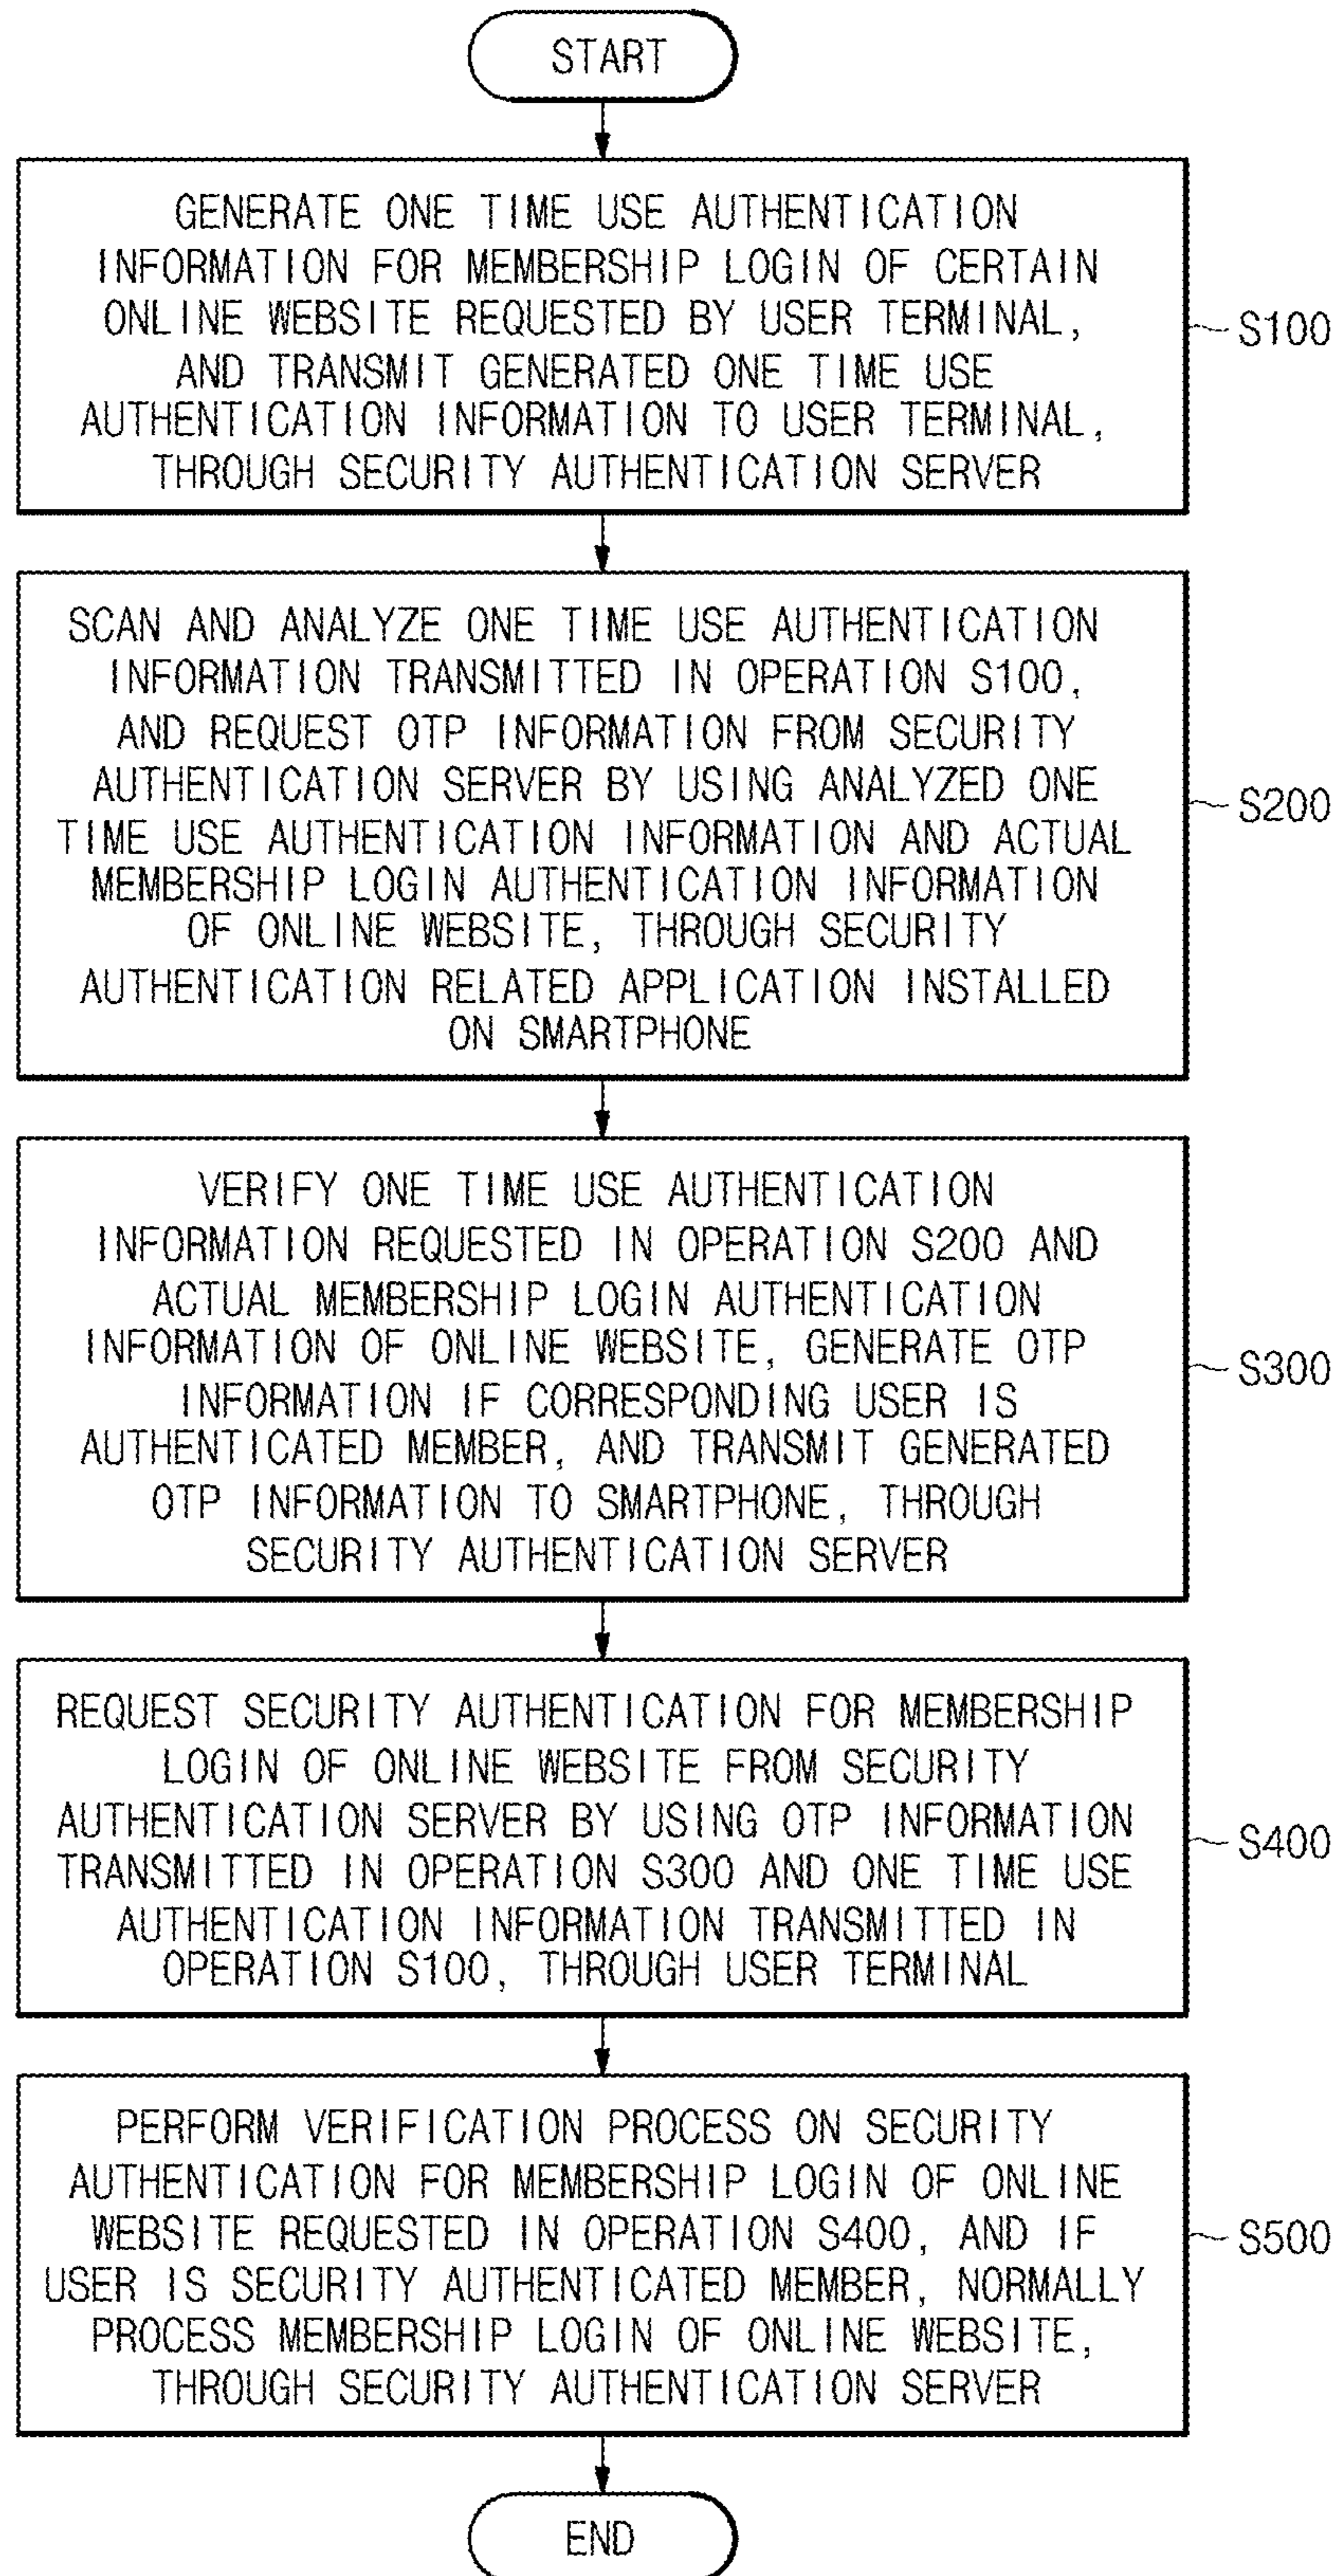 START
GENERATE ONE TIME USE AUTHENTICATION
INFORMATION FOR MEMBERSHIP LOGIN OF CERTAIN
ONLINE WEBSITE REQUESTED BY USER TERMINAL,
AND TRANSMIT GENERATED ONE TIME USE
AUTHENTICATION INFORMATION TO USER TERMINAL,
THROUGH SECURITY AUTHENTICATION SERVER
S100
SCAN AND ANALYZE ONE TIME USE AUTHENTICATION
INFORMATION TRANSMITTED IN OPERATION S100,
AND REQUEST OTP INFORMATION FROM SECURITY
AUTHENTICATION SERVER BY USING ANALYZED ONE
TIME USE AUTHENTICATION INFORMATION AND ACTUAL
MEMBERSHIP LOGIN AUTHENTICATION INFORMATION
OF ONLINE WEBSITE, THROUGH SECURITY
AUTHENTICATION RELATED APPLICATION INSTALLED
ON SMARTPHONE
S200
VERIFY ONE TIME USE AUTHENTICATION
INFORMATION REQUESTED IN OPERATION S200 AND
ACTUAL MEMBERSHIP LOGIN AUTHENTICATION
INFORMATION OF ONLINE WEBSITE, GENERATE OTP
INFORMATION IF CORRESPONDING USER IS
AUTHENTICATED MEMBER, AND TRANSMIT GENERATED
OTP INFORMATION TO SMARTPHONE, THROUGH
SECURITY AUTHENTICATION SERVER
S300
REQUEST SECURITY AUTHENTICATION FOR MEMBERSHIP
LOGIN OF ONLINE WEBSITE FROM SECURITY
AUTHENTICATION SERVER BY USING OTP INFORMATION
TRANSMITTED IN OPERATION S300 AND ONE TIME USE
AUTHENTICATION INFORMATION TRANSMITTED IN
OPERATION S100, THROUGH USER TERMINAL
S400
PERFORM VERIFICATION PROCESS ON SECURITY
AUTHENTICATION FOR MEMBERSHIP LOGIN OF ONLINE
WEBSITE REQUESTED IN OPERATION S400, AND IF
USER IS SECURITY AUTHENTICATED MEMBER, NORMALLY
PROCESS MEMBERSHIP LOGIN OF ONLINE WEBSITE,
THROUGH SECURITY AUTHENTICATION SERVER
S500
END